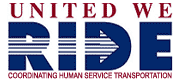 UNITED WE
RIDE
COORDINATING HUMAN SERVICE TRANSPORTATION